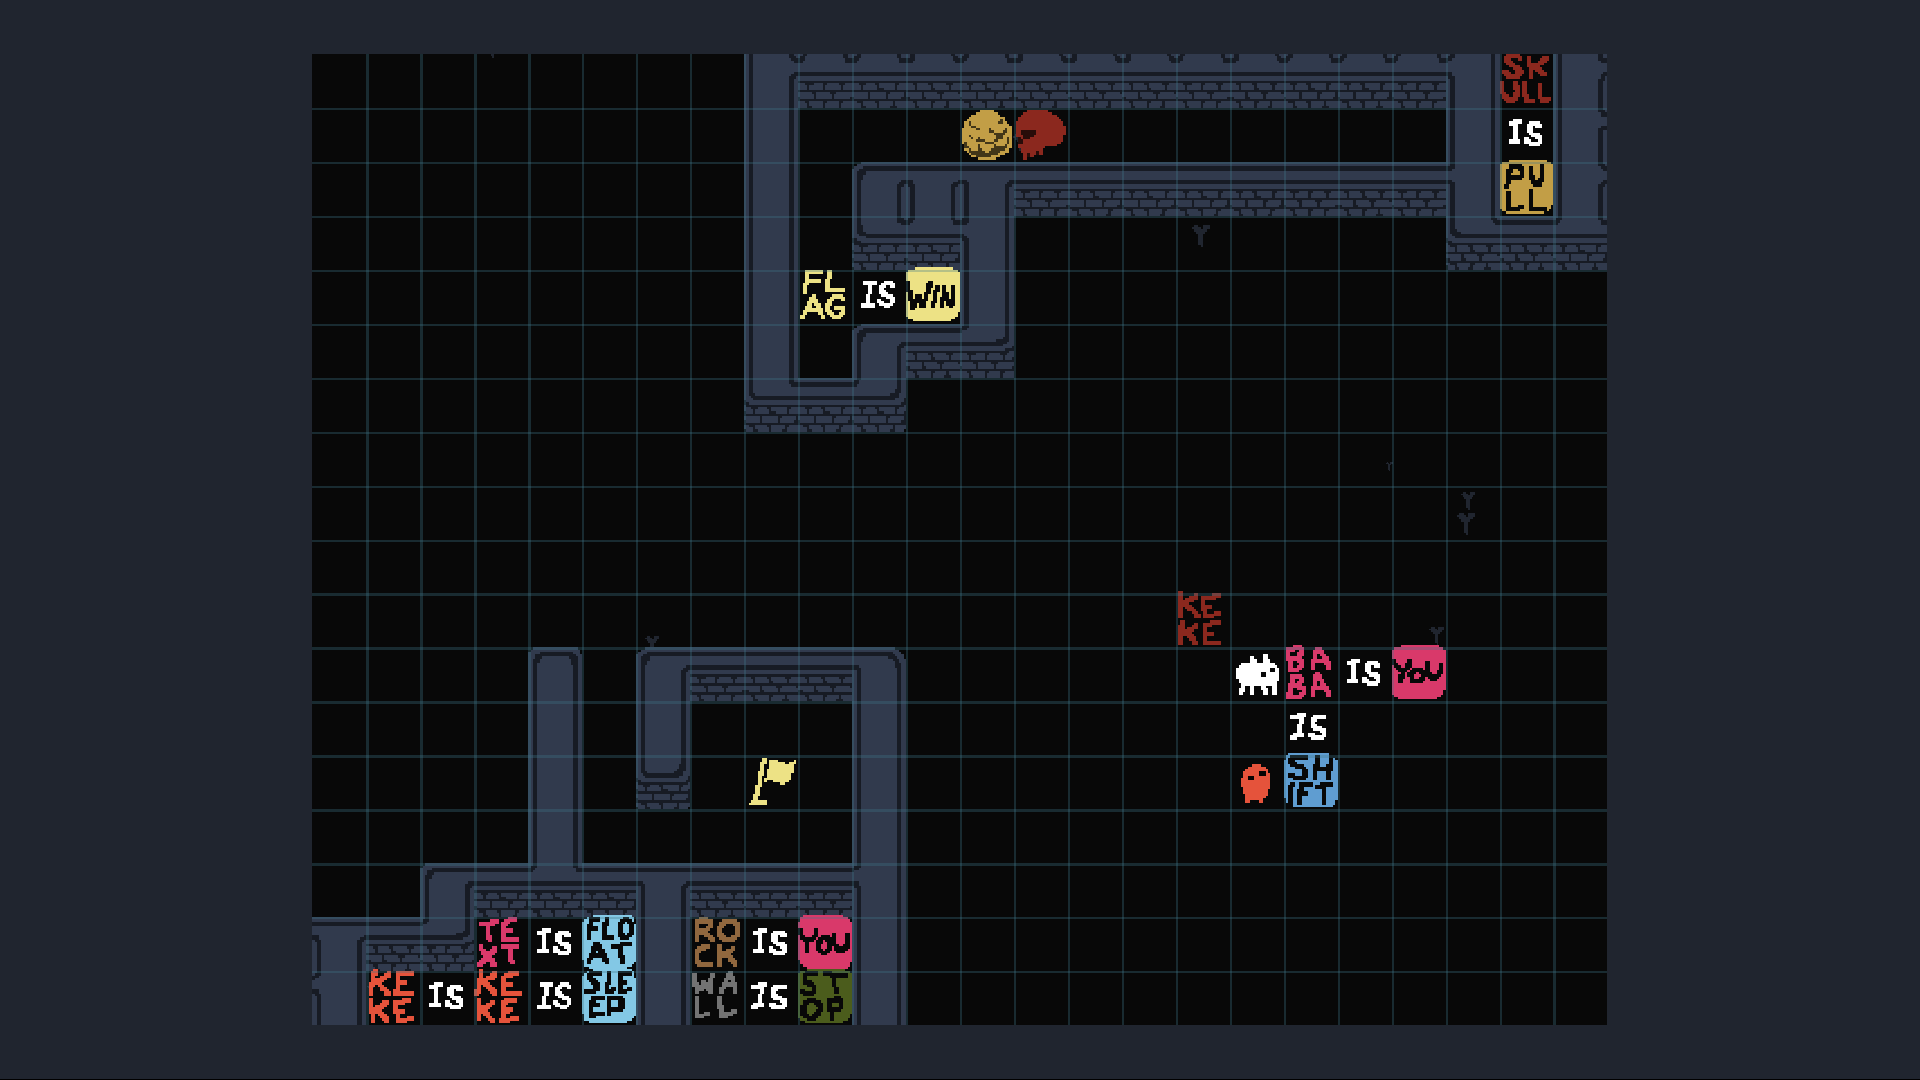 SKULL
IS
PULL
FLAG IS WIN
KEKE
BABA IS YOU
IS
SHIFT
TEXT IS FLOAT ROCK IS YOU
KEKE IS KEKE IS SLEEP WALL IS STOP